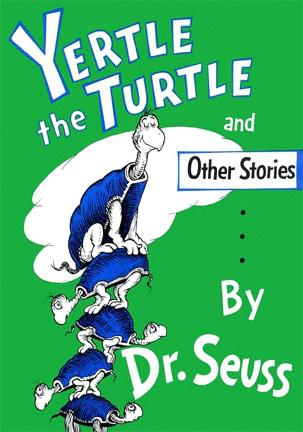 YERTLE
the TURTLE
and
Other Stories
By
Dr. Seuss